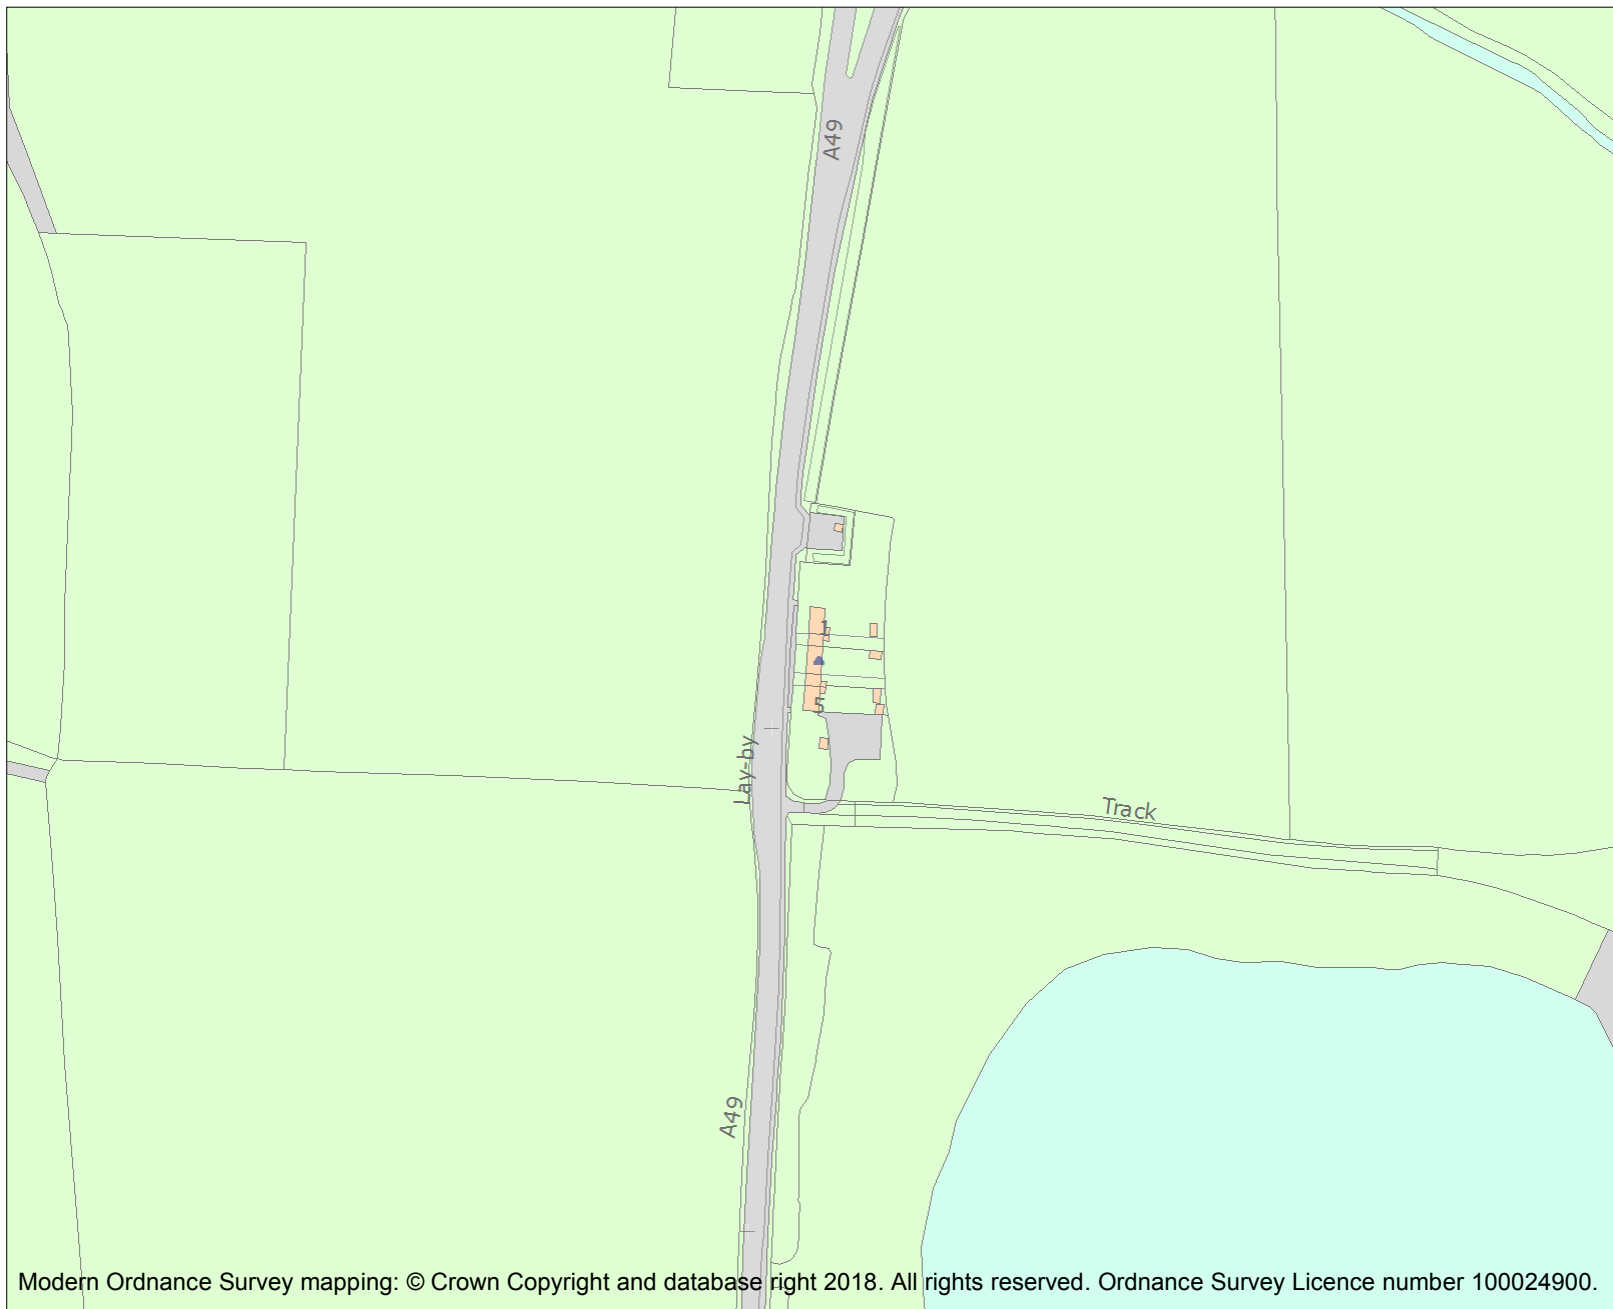 A49
1
5
Lay-by
Track
A49
Modern Ordnance Survey mapping: © Crown Copyright and database right 2018. All rights reserved. Ordnance Survey Licence number 100024900.